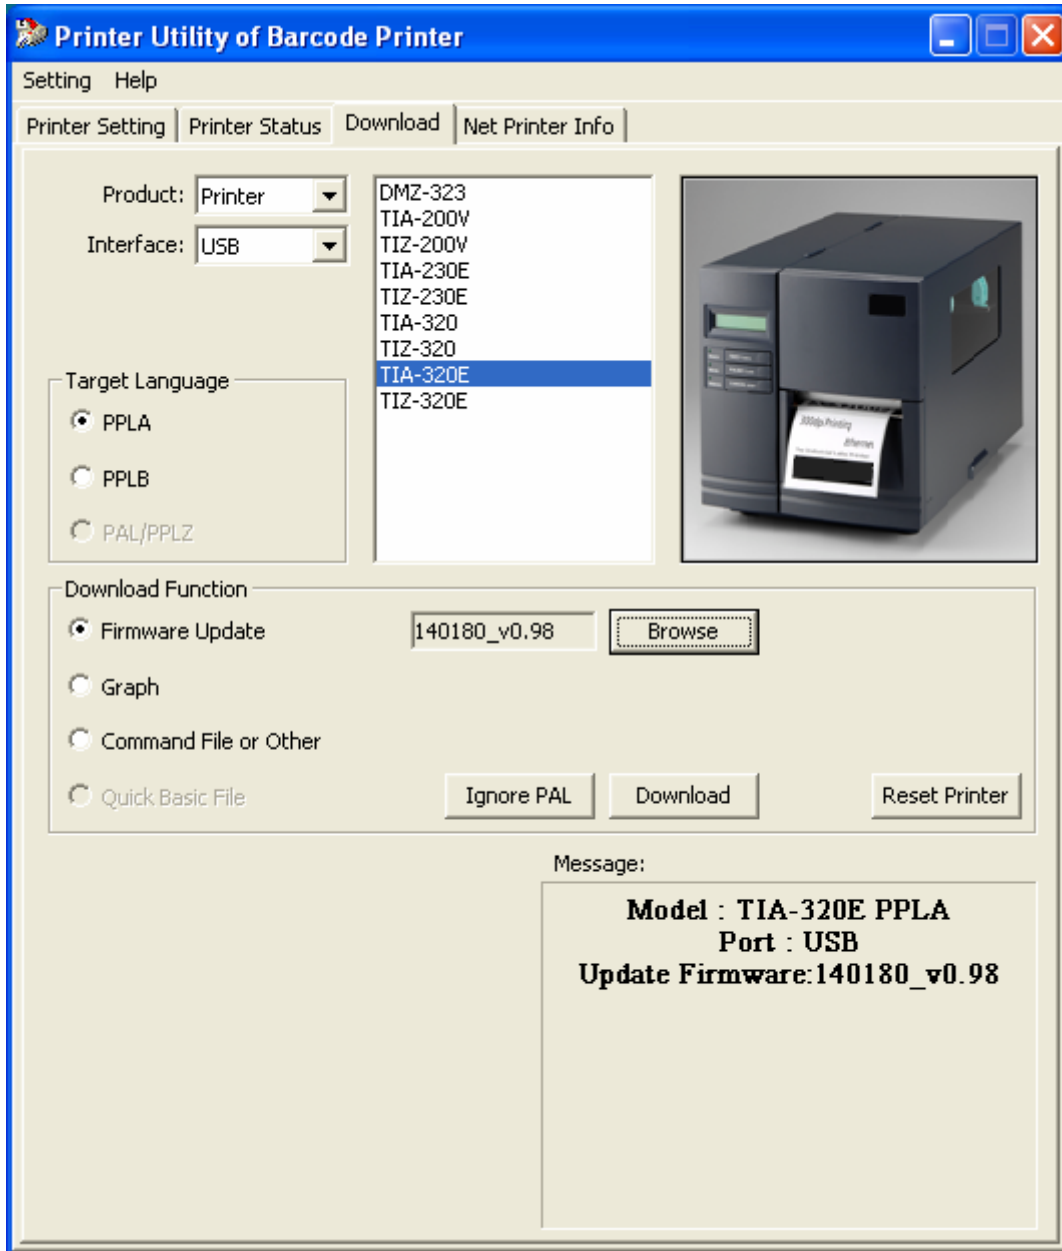 Printer Utility of Barcode Printer
Setting Help
Printer Setting Printer Status Download Net Printer Info
Product: Printer
Interface: USB
DMZ-323
TIA-200V
TIZ-200V
TIA-230E
TIZ-230E
TIA-320
TIZ-320
TIA-320E
TIZ-320E
300dpi Printing
Ethernet
Target Language
PPLA
PPLB
PAL/PPLZ
Download Function
Firmware Update 140180_v0.98 Browse
Graph
Command File or Other
Quick Basic File Ignore PAL Download Reset Printer
Message:
Model : TIA-320E PPLA
Port : USB
Update Firmware:140180_v0.98